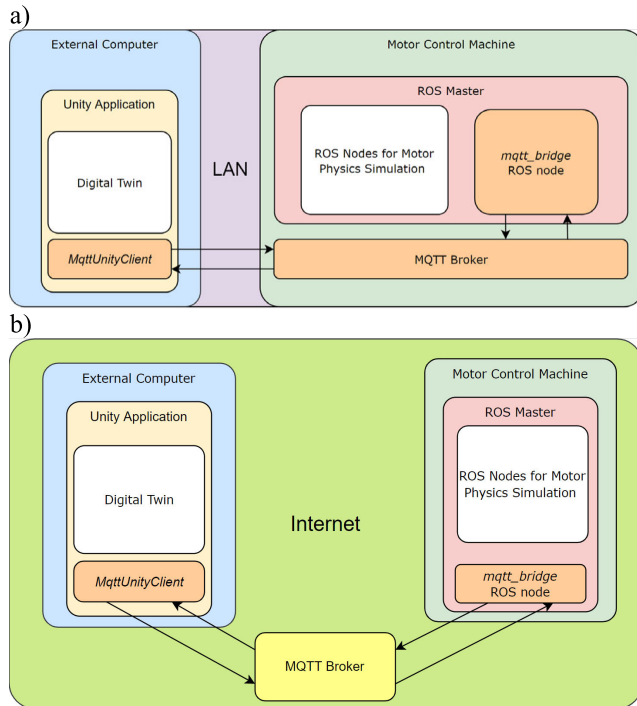 a)
External Computer
Motor Control Machine
Unity Application
ROS Master
Digital Twin
LAN
ROS Nodes for Motor
Physics Simulation
mqtt_bridge
ROS node
MqttUnityClient
MQTT Broker
b)
External Computer
Motor Control Machine
Unity Application
ROS Master
Digital Twin
ROS Nodes for Motor
Physics Simulation
Internet
MqttUnityClient
mqtt_bridge
ROS node
MQTT Broker